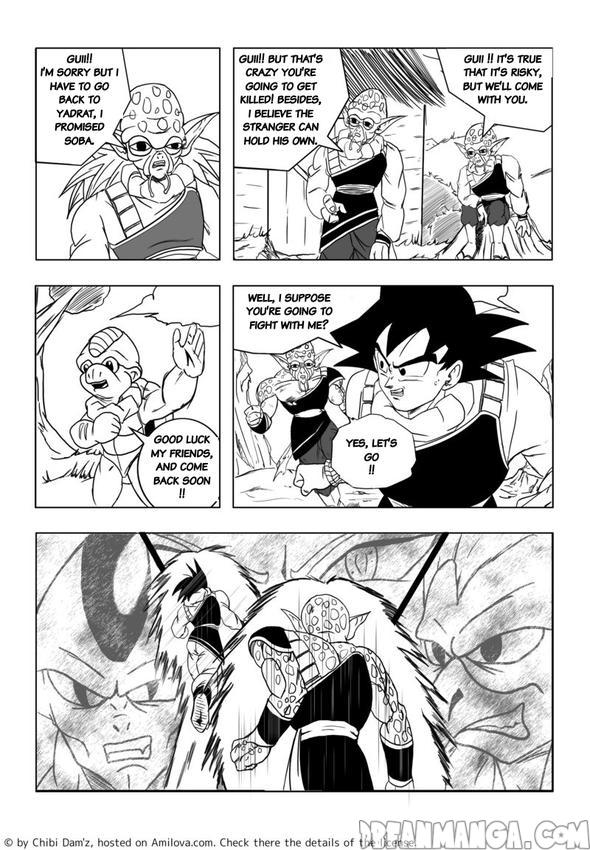 GUII!!
I'M SORRY BUT I
HAVE TO GO
BACK TO
YADRAT, I
PROMISED
SOBA.
GUII!! BUT THAT'S
CRAZY YOU'RE
GOING TO GET
KILLED! BESIDES,
I BELIEVE THE
STRANGER CAN
HOLD HIS OWN.
GUII !! IT'S TRUE
THAT IT'S RISKY,
BUT WE'LL COME
WITH YOU.
GOOD LUCK
MY FRIENDS,
AND COME
BACK SOON
!!
WELL, I SUPPOSE
YOU'RE GOING TO
FIGHT WITH ME?
YES, LET'S
GO
!!
DREANMANGA.COM
© by Chibi Dam'z, hosted on Amilova.com. Check there the details of the license.